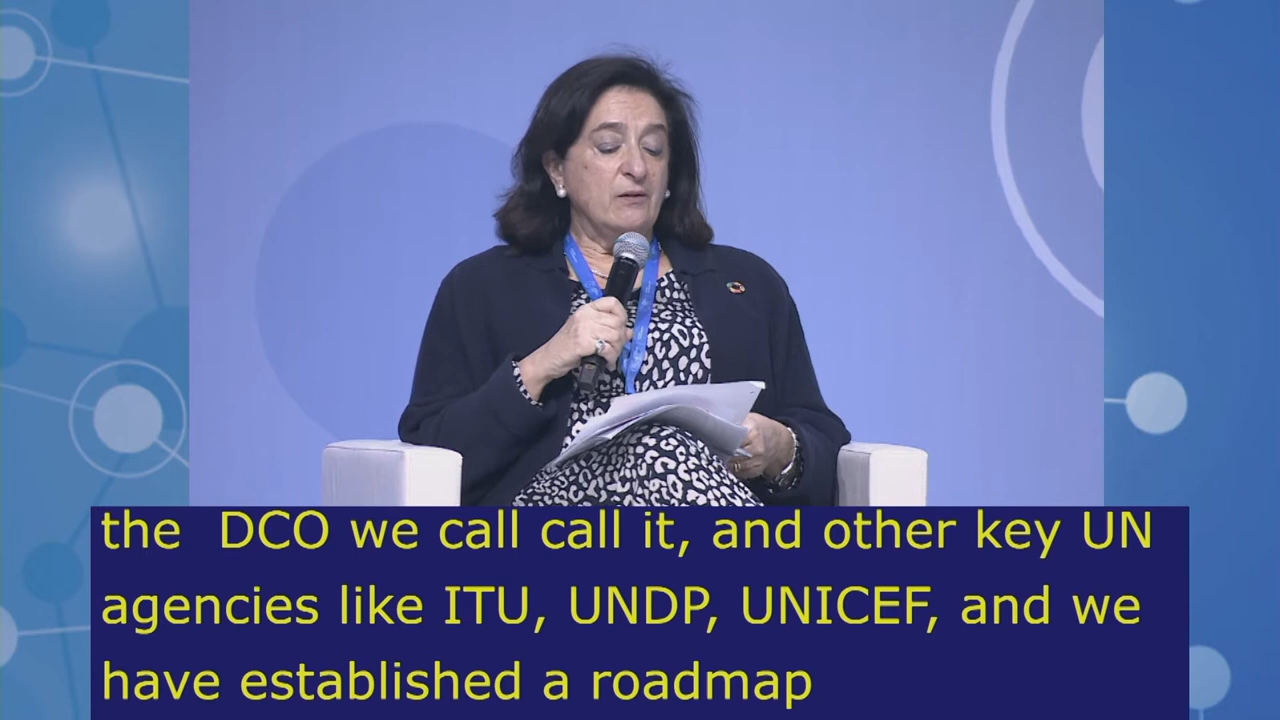 the  DCO we call call it, and other key UN
agencies like ITU, UNDP, UNICEF, and we
have established a roadmap